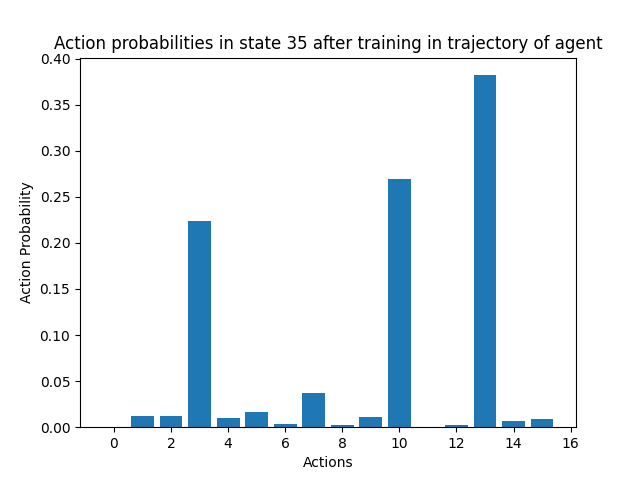 Action probabilities in state 35 after training in trajectory of agent
0.40
0.35
0.30
0.25
0.20
0.15
0.10
0.05
0.00
Action Probability
0 2 4 6 8 10 12 14 16
Actions